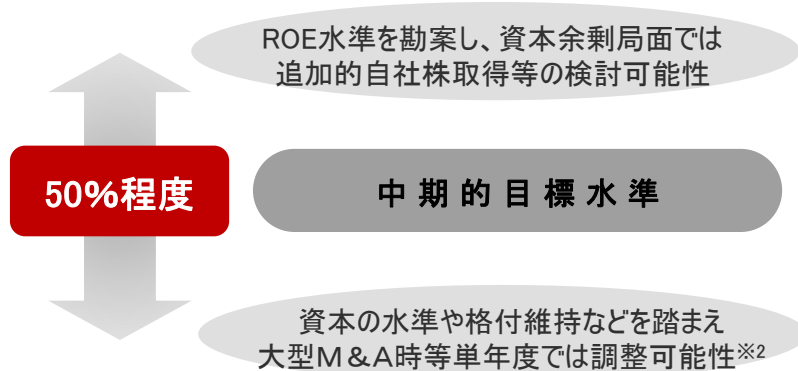 ROE水準を勘案し、資本余剰局面では
追加的自社株取得等の検討可能性
50%程度
中期的目標水準
資本の水準や格付維持などを踏まえ
大型M&A時等単年度では調整可能性※2